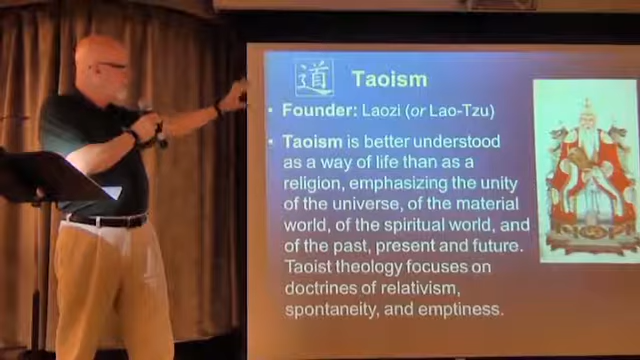 道 Taoism
• Founder: Laozi (or Lao-Tzu)
• Taoism is better understood
as a way of life than as a
religion, emphasizing the unity
of the universe, of the material
world, of the spiritual world, and
of the past, present and future.
Taoist theology focuses on
doctrines of relativism,
spontaneity, and emptiness.